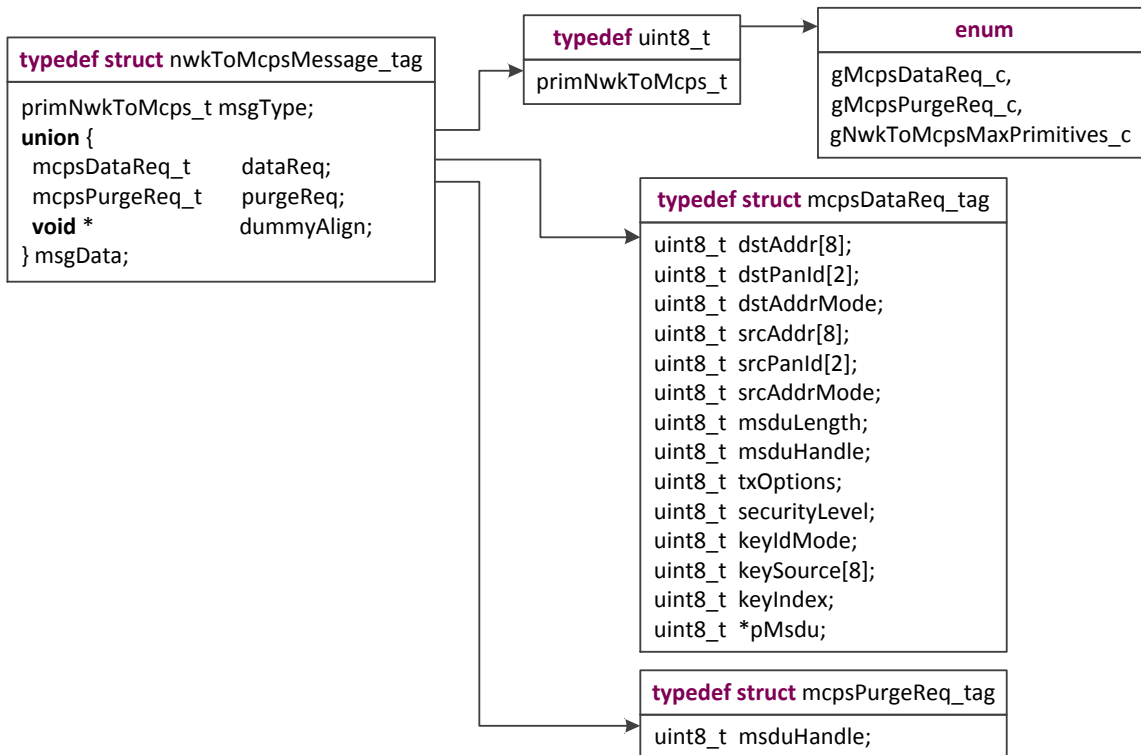 typedef struct nwkToMcpsMessage_tag
primNwkToMcps_t msgType;
union {
mcpsDataReq_t dataReq;
mcpsPurgeReq_t purgeReq;
void * dummyAlign;
} msgData;
typedef uint8_t
primNwkToMcps_t
enum
gMcpsDataReq_c,
gMcpsPurgeReq_c,
gNwkToMcpsMaxPrimitives_c
typedef struct mcpsDataReq_tag
uint8_t dstAddr[8];
uint8_t dstPanId[2];
uint8_t dstAddrMode;
uint8_t srcAddr[8];
uint8_t srcPanId[2];
uint8_t srcAddrMode;
uint8_t msduLength;
uint8_t msduHandle;
uint8_t txOptions;
uint8_t securityLevel;
uint8_t keyIdMode;
uint8_t keySource[8];
uint8_t keyIndex;
uint8_t *pMsdu;
typedef struct mcpsPurgeReq_tag
uint8_t msduHandle;